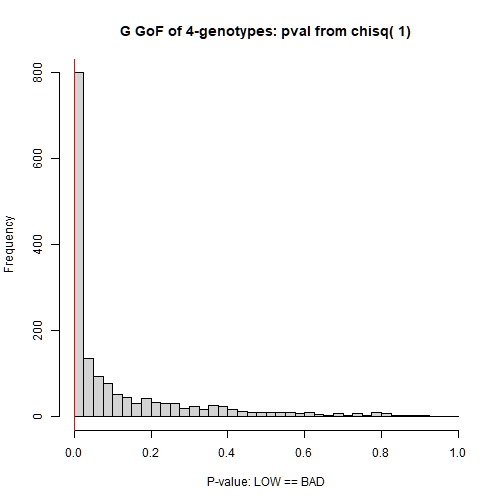 G GoF of 4-genotypes: pval from chisq( 1)
Frequency
800
600
400
200
0
0.0 0.2 0.4 0.6 0.8 1.0
P-value: LOW == BAD